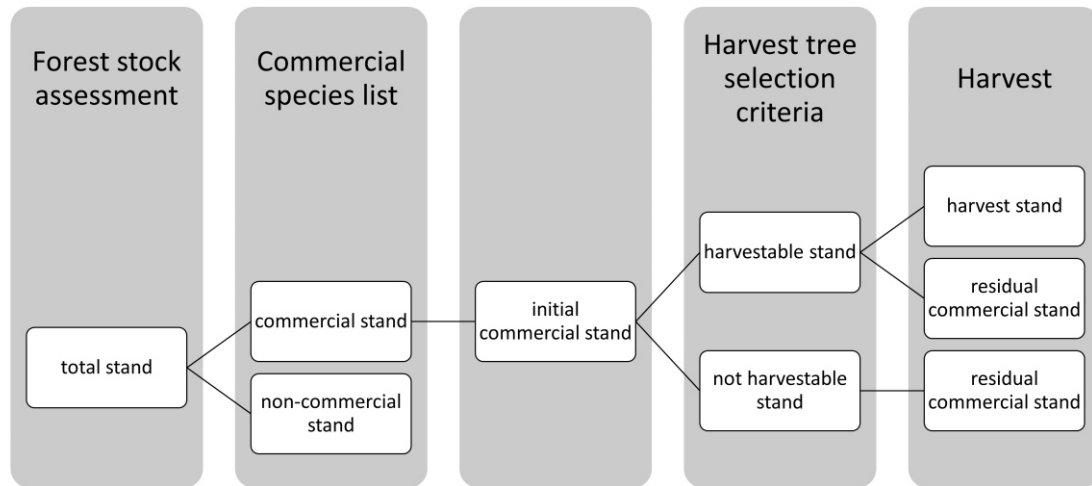 Forest stock
assessment
Commercial
species list
Harvest tree
selection
criteria
Harvest
total stand
commercial stand
non-commercial
stand
initial
commercial stand
harvestable stand
not harvestable
stand
harvest stand
residual
commercial stand
residual
commercial stand